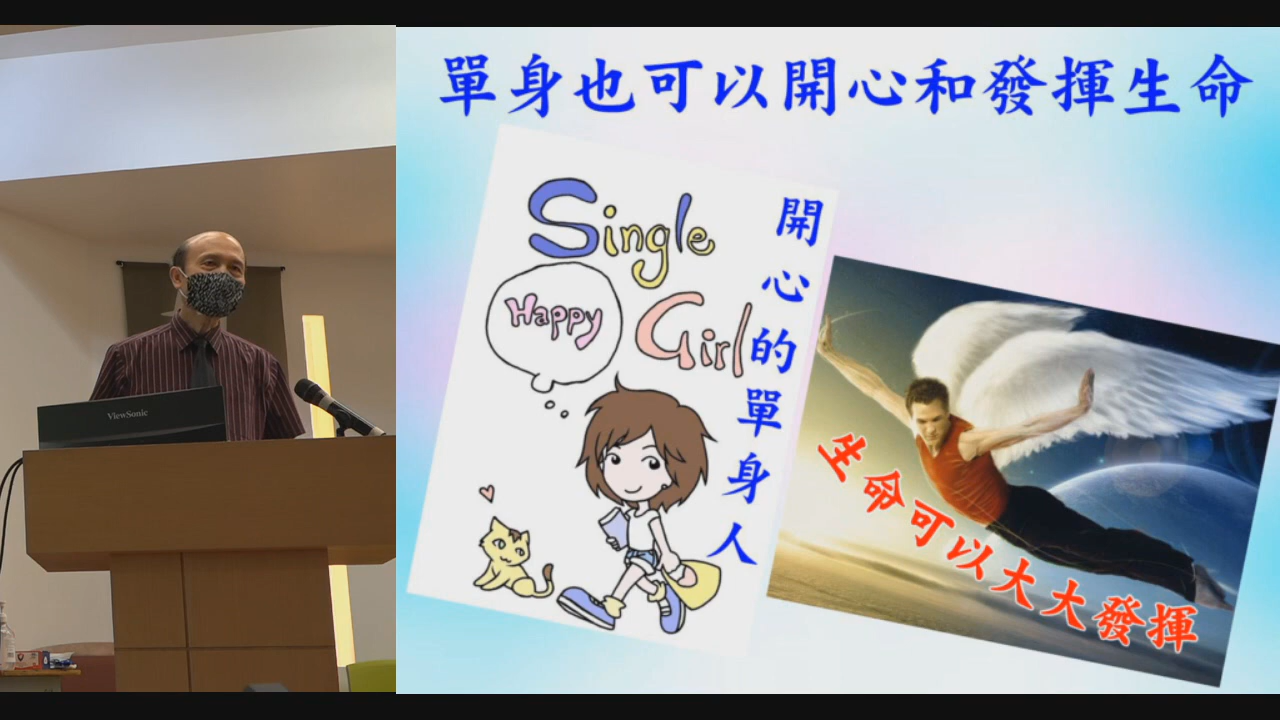 單身也可以開心和發揮生命
Single
Happy
Girl
開心的單身人
生命可以大大發揮
ViewSonic